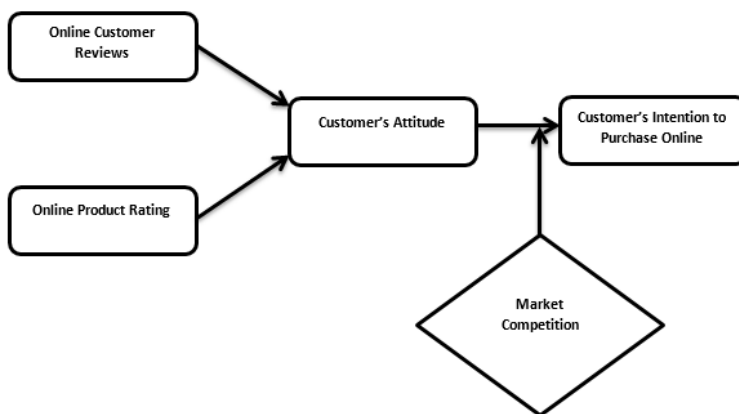 Online Customer
Reviews
Customer's Attitude
Customer's Intention to
Purchase Online
Online Product Rating
Market
Competition